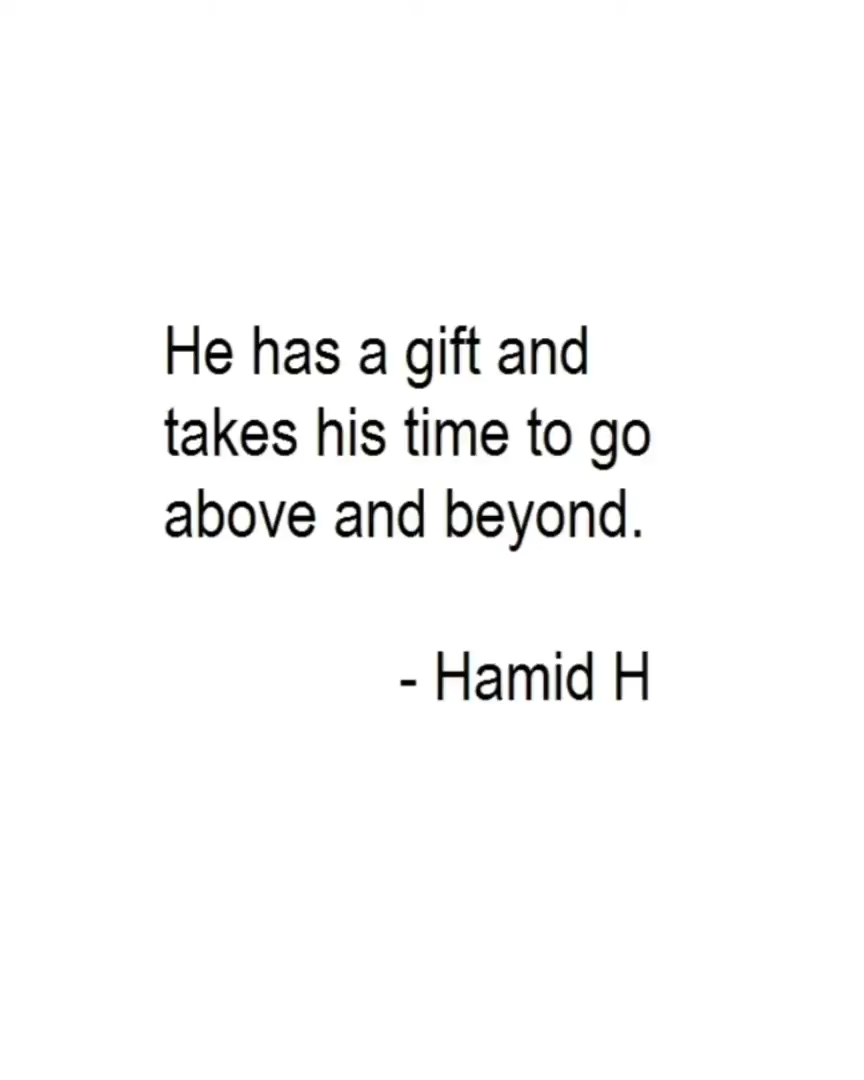 He has a gift and
takes his time to go
above and beyond.
- Hamid H